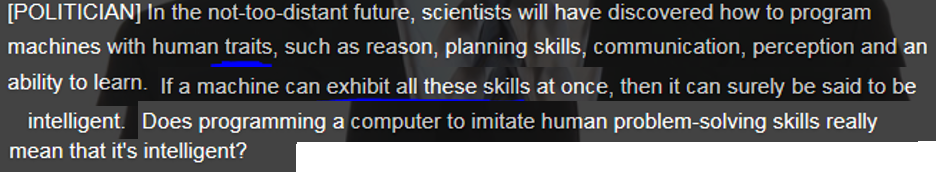 [POLITICIAN] In the not-too-distant future, scientists will have discovered how to program
machines with human traits, such as reason, planning skills, communication, perception and an
ability to learn. If a machine can exhibit all these skills at once, then it can surely be said to be
intelligent. Does programming a computer to imitate human problem-solving skills really
mean that it's intelligent?